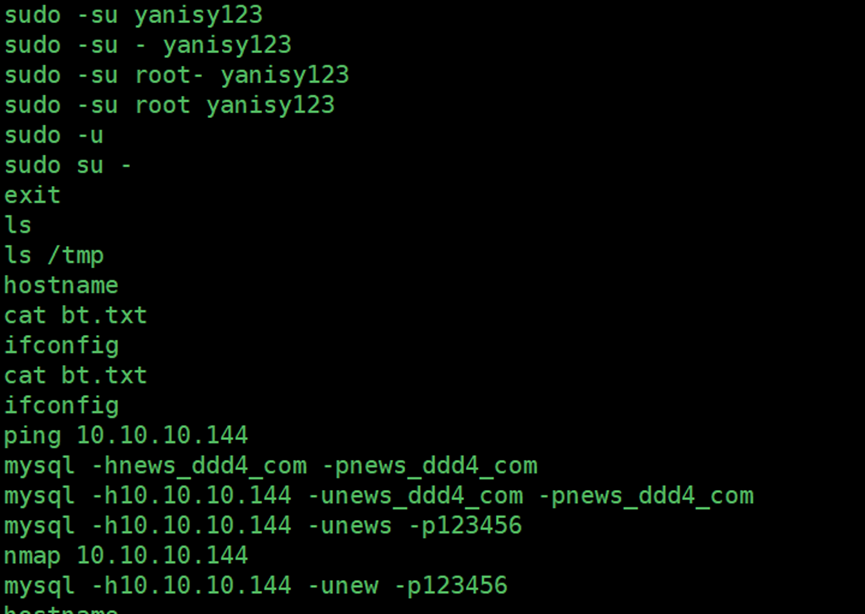 sudo -su yanisy123
sudo -su - yanisy123
sudo -su root- yanisy123
sudo -su root yanisy123
sudo -u
sudo su -
exit
ls
ls /tmp
hostname
cat bt.txt
ifconfig
cat bt.txt
ifconfig
ping 10.10.10.144
mysql -hnews_ddd4_com -pnews_ddd4_com
mysql -h10.10.10.144 -unews_ddd4_com -pnews_ddd4_com
mysql -h10.10.10.144 -unews -p123456
nmap 10.10.10.144
mysql -h10.10.10.144 -unew -p123456
hostname